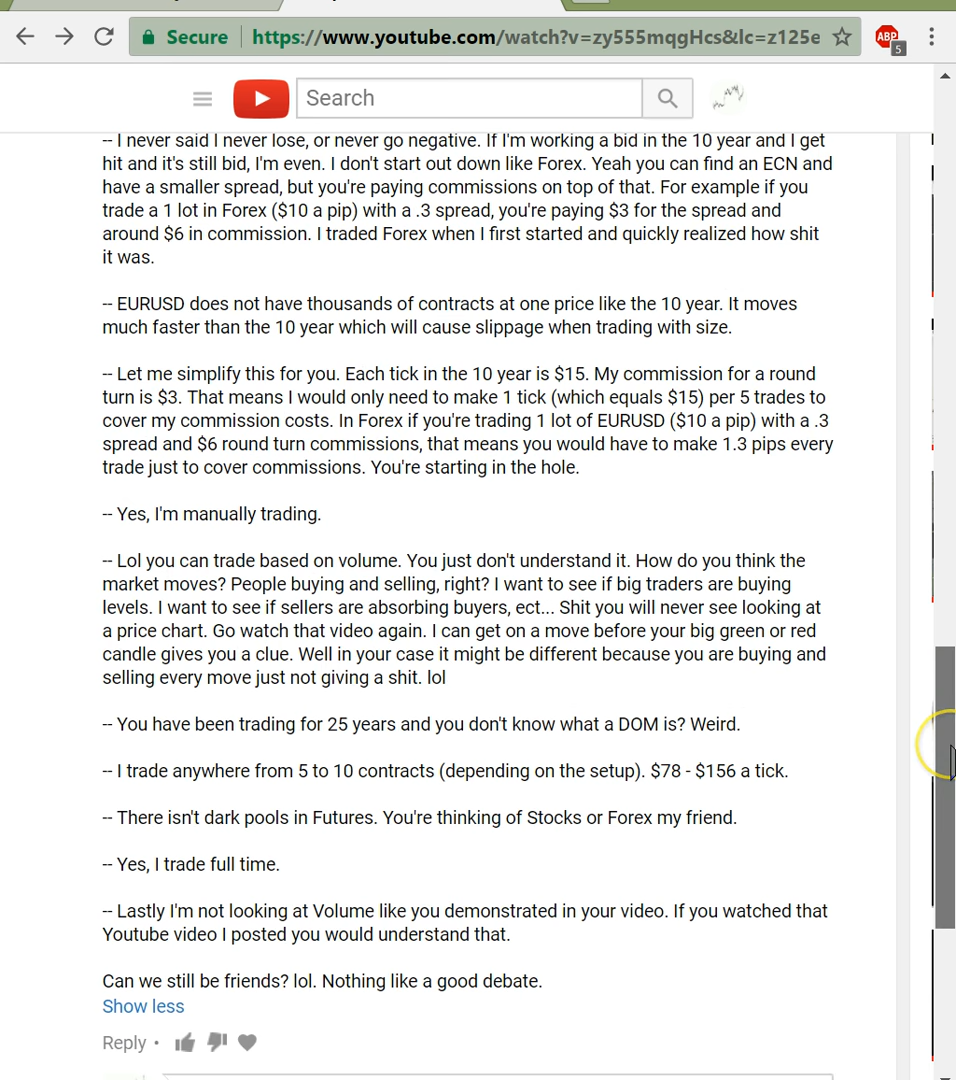 Secure https://www.youtube.com/watch?v=zy555mqgHcs&lc=z125e
ABP
5
Search
-- I never said I never lose, or never go negative. If I'm working a bid in the 10 year and I get
hit and it's still bid, I'm even. I don't start out down like Forex. Yeah you can find an ECN and
have a smaller spread, but you're paying commissions on top of that. For example if you
trade a 1 lot in Forex ($10 a pip) with a .3 spread, you're paying $3 for the spread and
around $6 in commission. I traded Forex when I first started and quickly realized how shit
it was.
-- EURUSD does not have thousands of contracts at one price like the 10 year. It moves
much faster than the 10 year which will cause slippage when trading with size.
-- Let me simplify this for you. Each tick in the 10 year is $15. My commission for a round
turn is $3. That means I would only need to make 1 tick (which equals $15) per 5 trades to
cover my commission costs. In Forex if you're trading 1 lot of EURUSD ($10 a pip) with a .3
spread and $6 round turn commissions, that means you would have to make 1.3 pips every
trade just to cover commissions. You're starting in the hole.
-- Yes, I'm manually trading.
-- Lol you can trade based on volume. You just don't understand it. How do you think the
market moves? People buying and selling, right? I want to see if big traders are buying
levels. I want to see if sellers are absorbing buyers, ect... Shit you will never see looking at
a price chart. Go watch that video again. I can get on a move before your big green or red
candle gives you a clue. Well in your case it might be different because you are buying and
selling every move just not giving a shit. lol
-- You have been trading for 25 years and you don't know what a DOM is? Weird.
-- I trade anywhere from 5 to 10 contracts (depending on the setup). $78 - $156 a tick.
-- There isn't dark pools in Futures. You're thinking of Stocks or Forex my friend.
-- Yes, I trade full time.
-- Lastly I'm not looking at Volume like you demonstrated in your video. If you watched that
Youtube video I posted you would understand that.
Can we still be friends? lol. Nothing like a good debate.
Show less
Reply •